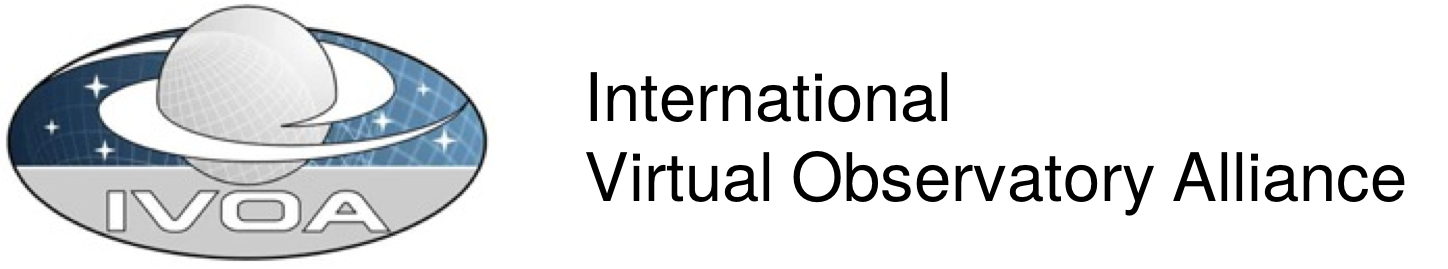 IVOA
International
Virtual Observatory Alliance